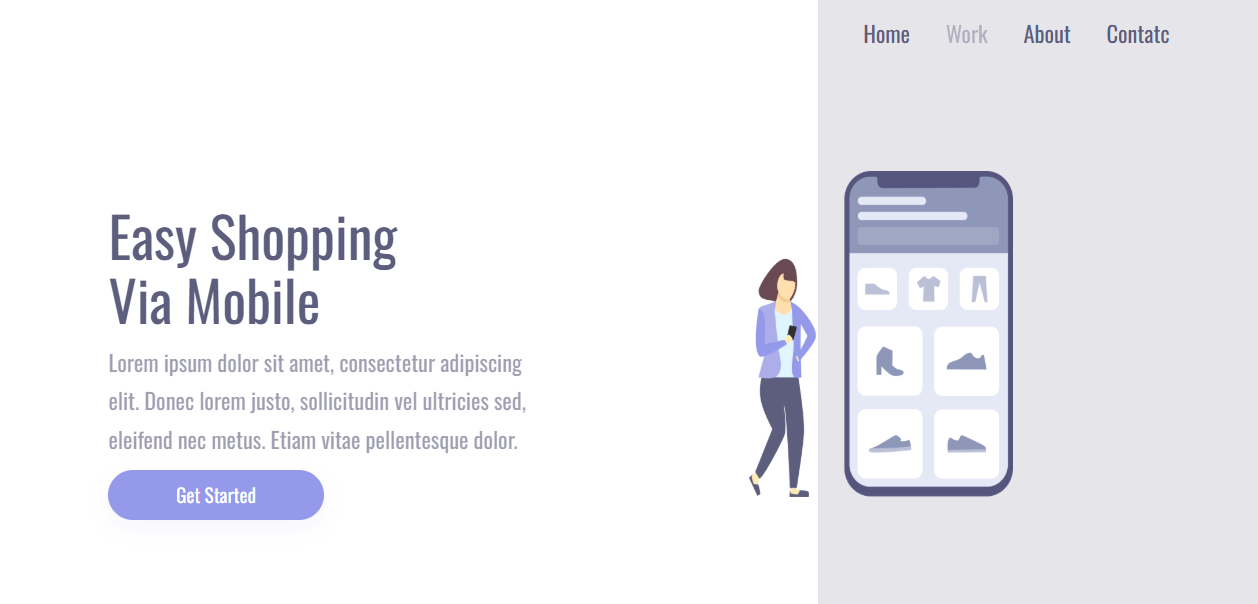 Home Work About Contatc
Easy Shopping
Via Mobile
Lorem ipsum dolor sit amet, consectetur adipiscing
elit. Donec lorem justo, sollicitudin vel ultricies sed,
eleifend nec metus. Etiam vitae pellentesque dolor.
Get Started